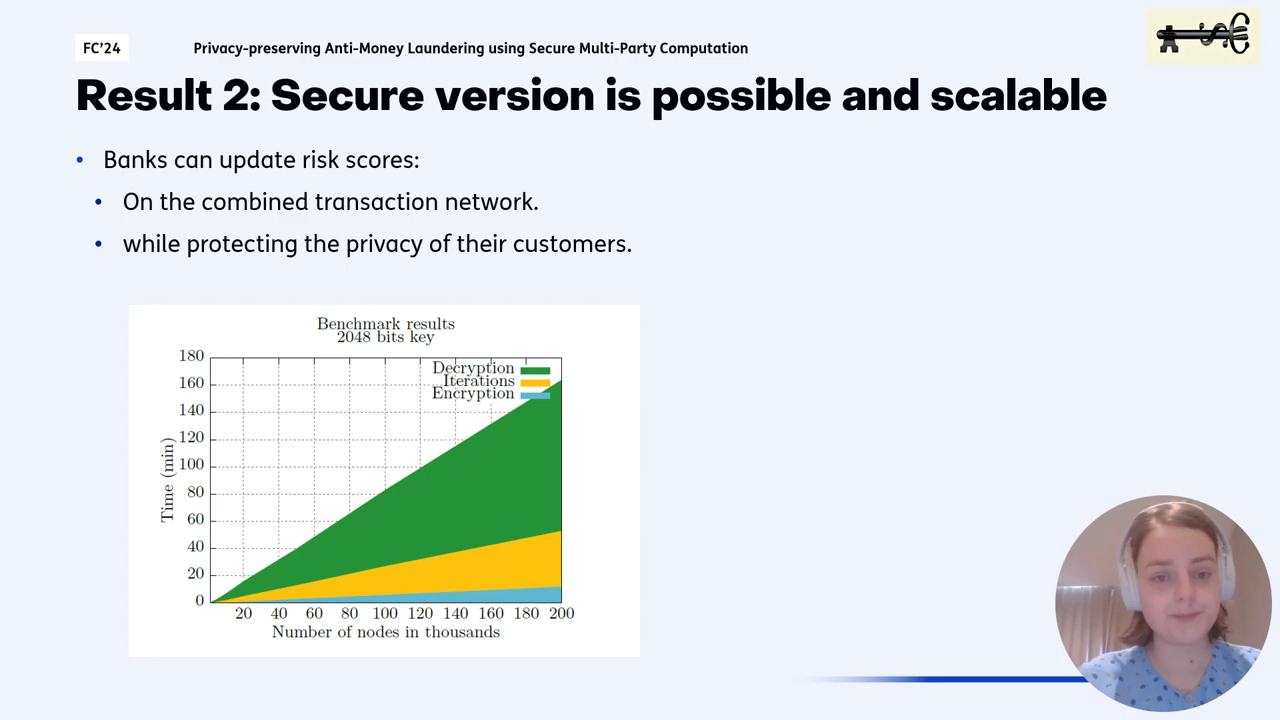 FC’24
Privacy-preserving Anti-Money Laundering using Secure Multi-Party Computation
Result 2: Secure version is possible and scalable
• Banks can update risk scores:
• On the combined transaction network.
• while protecting the privacy of their customers.
Benchmark results
2048 bits key
Decryption
Iterations
Encryption
Time (min)
180
160
140
120
100
80
60
40
20
0
20 40 60 80 100 120 140 160 180 200
Number of nodes in thousands